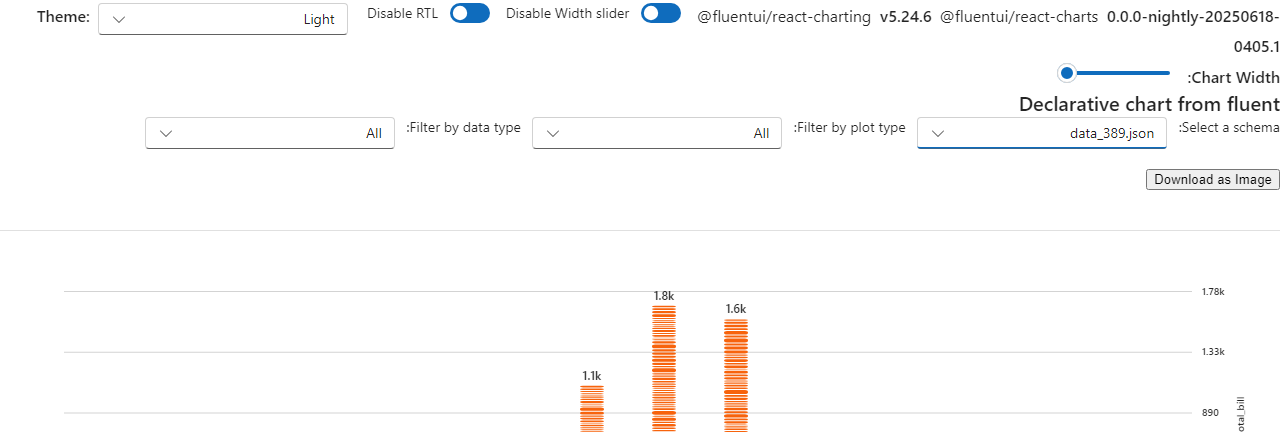 Theme: Light Disable RTL Disable Width slider @fluentui/react-charting v5.24.6 @fluentui/react-charts 0.0.0-nightly-20250618-
0405.1
:Chart Width
Declarative chart from fluent
All :Filter by data type All :Filter by plot type data_389.json :Select a schema
Download as Image
1.8k 1.78k
1.6k
1.33k
1.1k
890
otal_bill